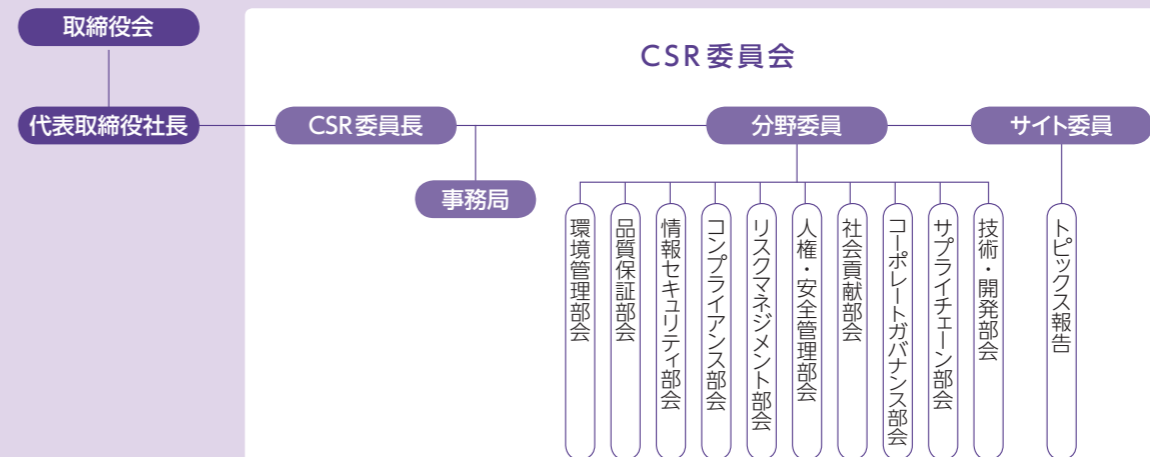 取締役会
CSR委員会
代表取締役社長
CSR委員長
分野委員
サイト委員
事務局
環境管理部会
品質保証部会
情報セキュリティ部会
コンプライアンス部会
リスクマネジメント部会
人権・安全管理部会
社会貢献部会
コーポレートガバナンス部会
サプライチェーン部会
技術・開発部会
トピックス報告